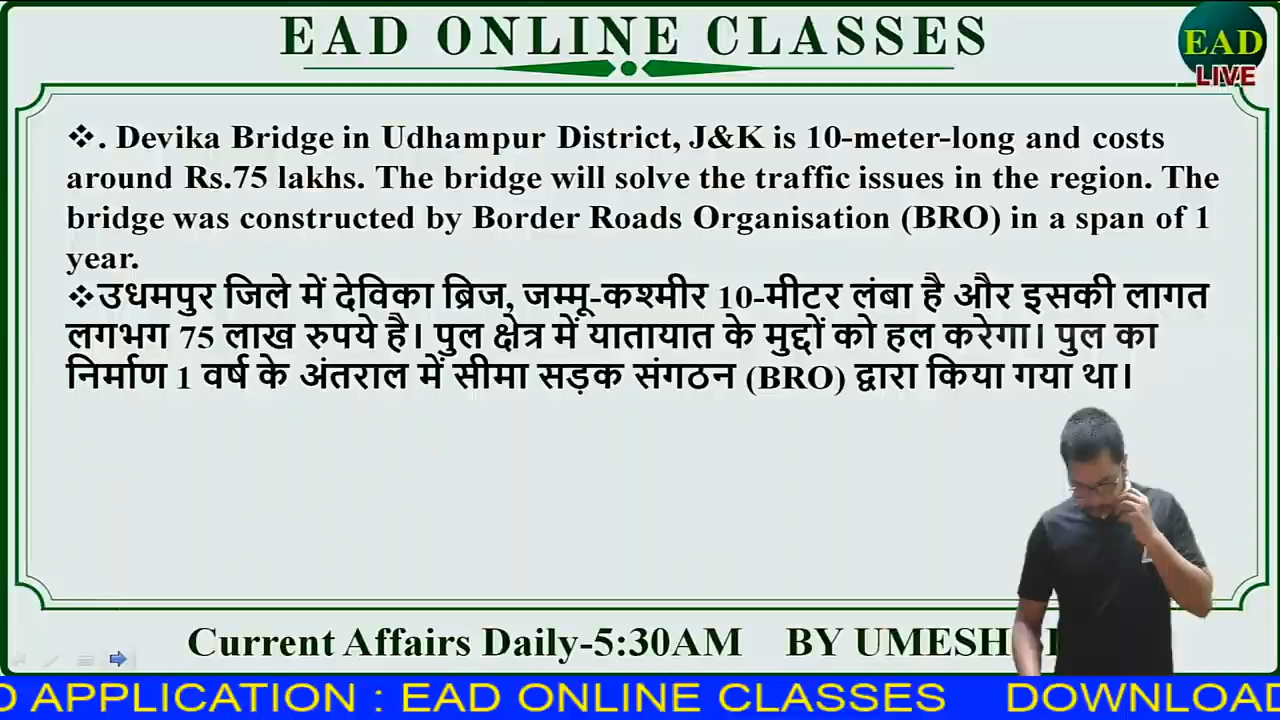 EAD ONLINE CLASSES
EAD
LIVE
❖. Devika Bridge in Udhampur District, J&K is 10-meter-long and costs
around Rs.75 lakhs. The bridge will solve the traffic issues in the region. The
bridge was constructed by Border Roads Organisation (BRO) in a span of 1
year.
❖उधमपुर जिले में देविका ब्रिज, जम्मू-कश्मीर 10-मीटर लंबा है और इसकी लागत
लगभग 75 लाख रुपये है। पुल क्षेत्र में यातायात के मुद्दों को हल करेगा। पुल का
निर्माण 1 वर्ष के अंतराल में सीमा सड़क संगठन (BRO) द्वारा किया गया था।
Current Affairs Daily-5:30AM BY UMESH
APPLICATION : EAD ONLINE CLASSES DOWNLOAD